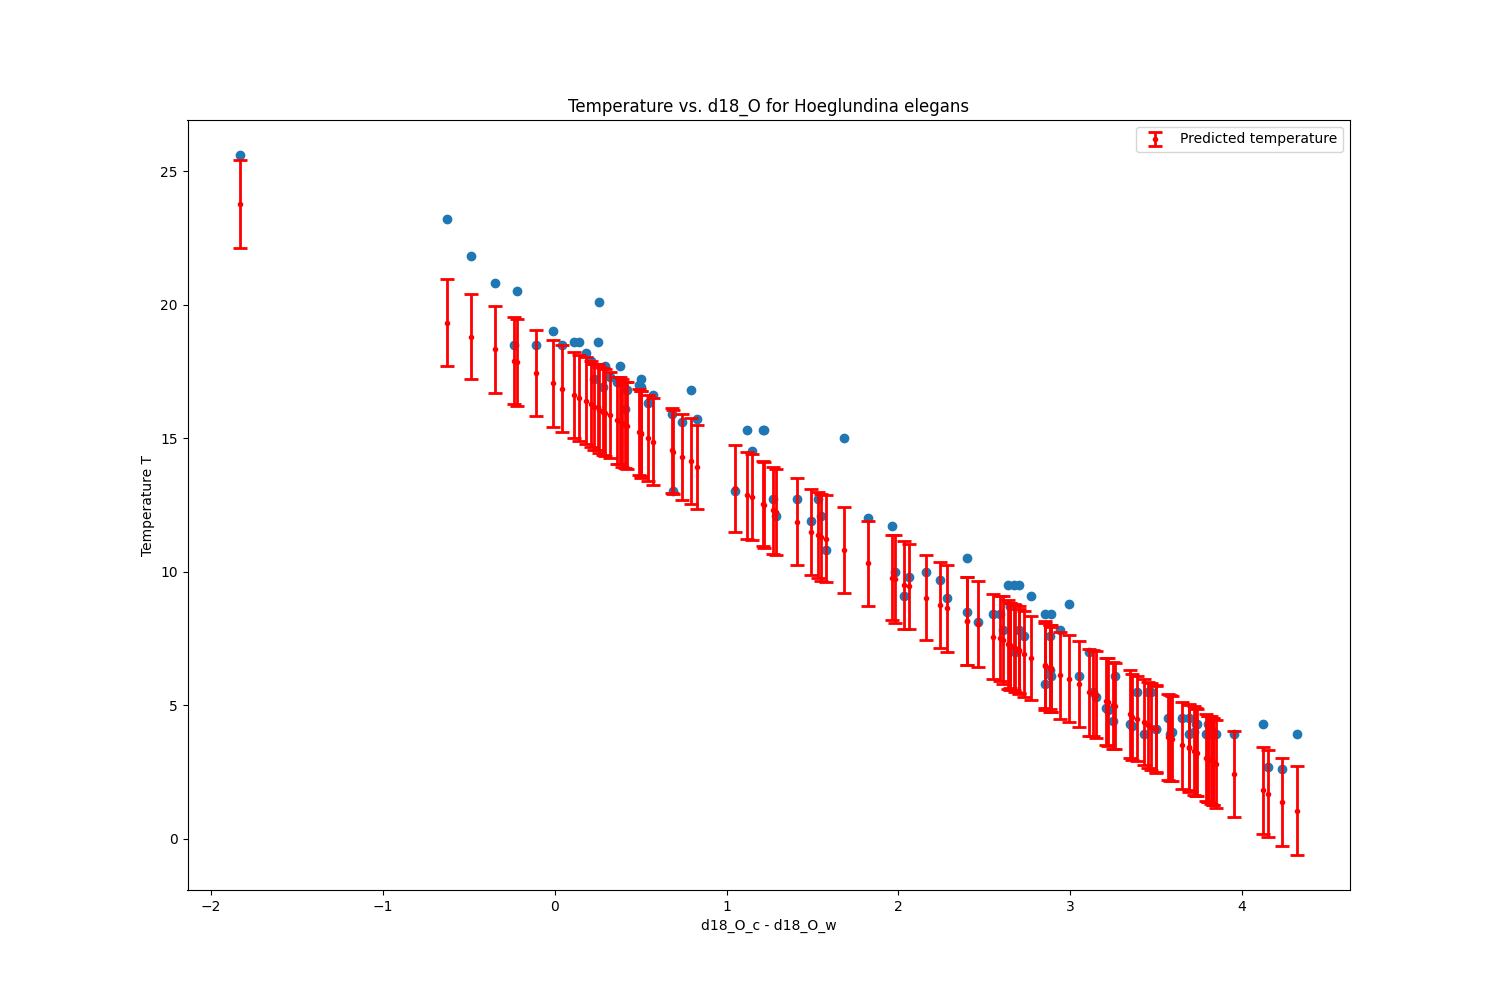 Temperature vs. d18_O for Hoeglundina elegans
Predicted temperature
25
20
15
10
5
0
Temperature T
−2 −1 0 1 2 3 4
d18_O_c - d18_O_w